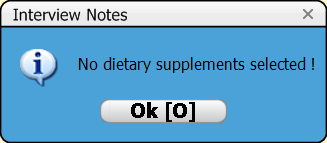 Interview Notes
No dietary supplements selected !
Ok [O]